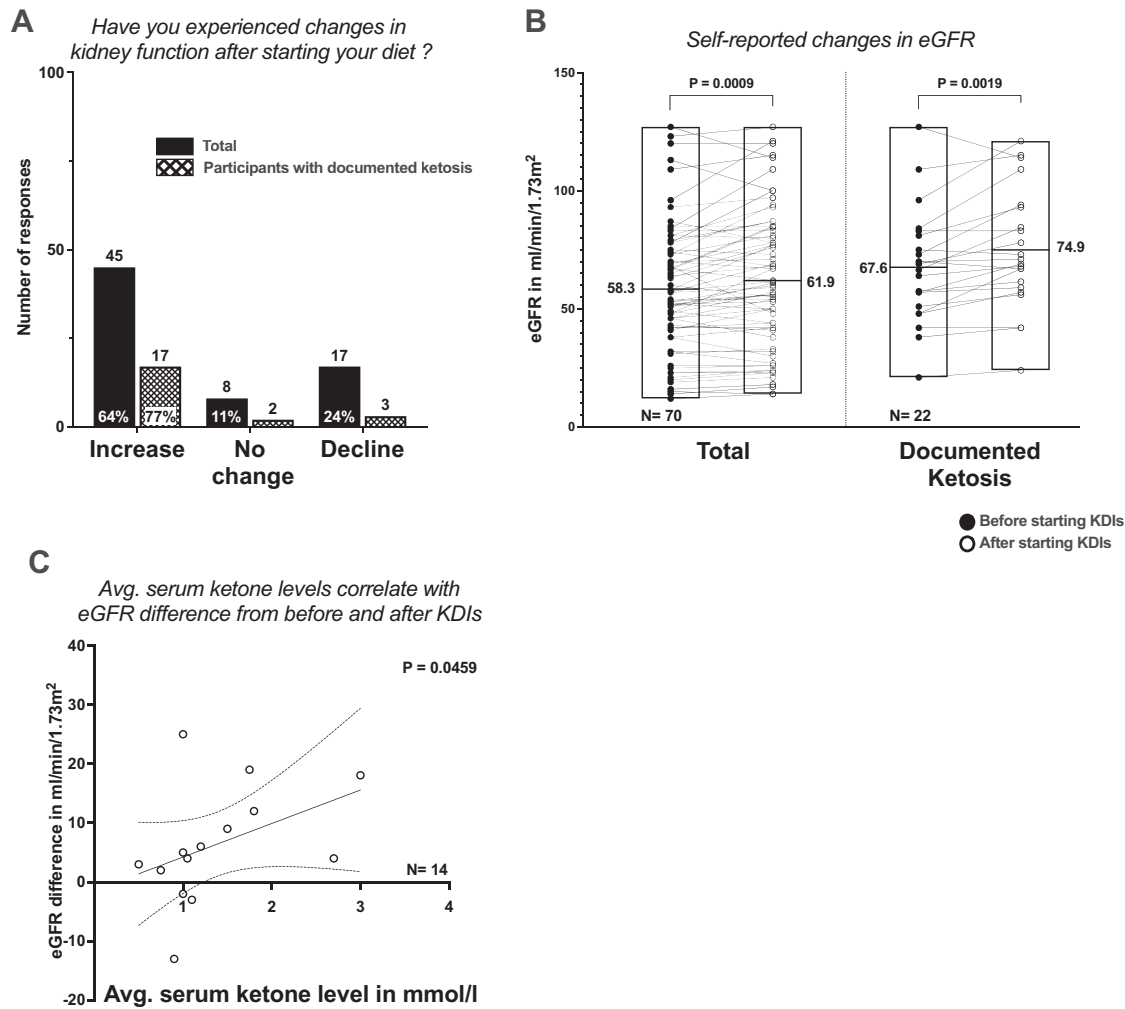 A
Have you experienced changes in
kidney function after starting your diet ?
Number of responses
100
50
0
Total
Participants with documented ketosis
45
17
8
2
17
3
64%
77%
11%
24%
Increase
No
change
Decline
B
Self-reported changes in eGFR
eGFR in ml/min/1.73m²
150
100
50
0
P = 0.0009
P = 0.0019
58.3
61.9
67.6
74.9
N= 70
N= 22
Total
Documented
Ketosis
Before starting KDIs
After starting KDIs
C
Avg. serum ketone levels correlate with
eGFR difference from before and after KDIs
eGFR difference in ml/min/1.73m²
40
30
20
10
0
-10
-20
P = 0.0459
N= 14
1
2
3
4
Avg. serum ketone level in mmol/l